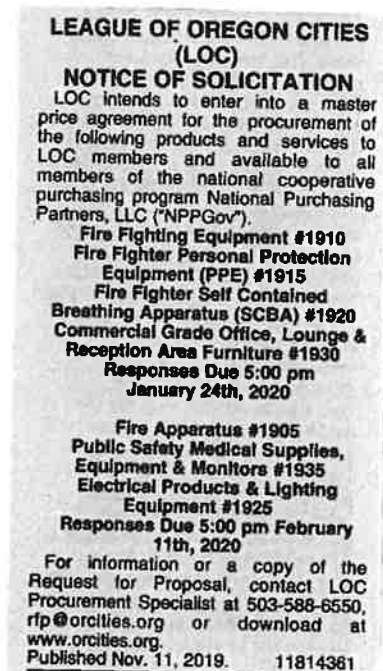 LEAGUE OF OREGON CITIES
(LOC)
NOTICE OF SOLICITATION
LOC intends to enter into a master
price agreement for the procurement of
the following products and services to
LOC members and available to all
members of the national cooperative
purchasing program National Purchasing
Partners, LLC ("NPPGov").
Fire Fighting Equipment #1910
Fire Fighter Personal Protection
Equipment (PPE) #1915
Fire Fighter Self Contained
Breathing Apparatus (SCBA) #1920
Commercial Grade Office, Lounge &
Reception Area Furniture #1930
Responses Due 5:00 pm
January 24th, 2020
Fire Apparatus #1905
Public Safety Medical Supplies,
Equipment & Monitors #1935
Electrical Products & Lighting
Equipment #1925
Responses Due 5:00 pm February
11th, 2020
For information or a copy of the
Request for Proposal, contact LOC
Procurement Specialist at 503-588-6550,
rfp@orcities.org or download at
www.orcities.org.
Published Nov. 11, 2019. 11814361